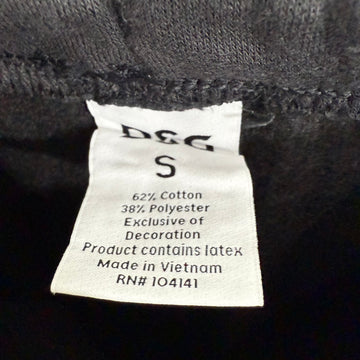 D&G
S
62% Cotton
38% Polyester
Exclusive of
Decoration
Product contains latex
Made in Vietnam
RN# 104141